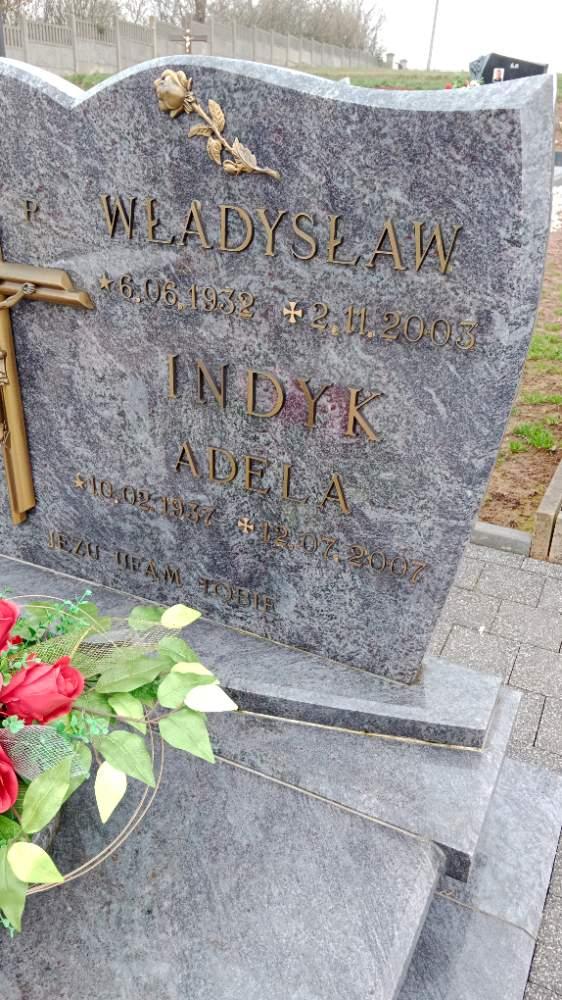 R WŁADYSŁAW
★6.06.1932 ✠2.11.2003
INDYK
ADELA
★10.02.1937 ✠12.07.2007
JEZU UFAM TOBIE